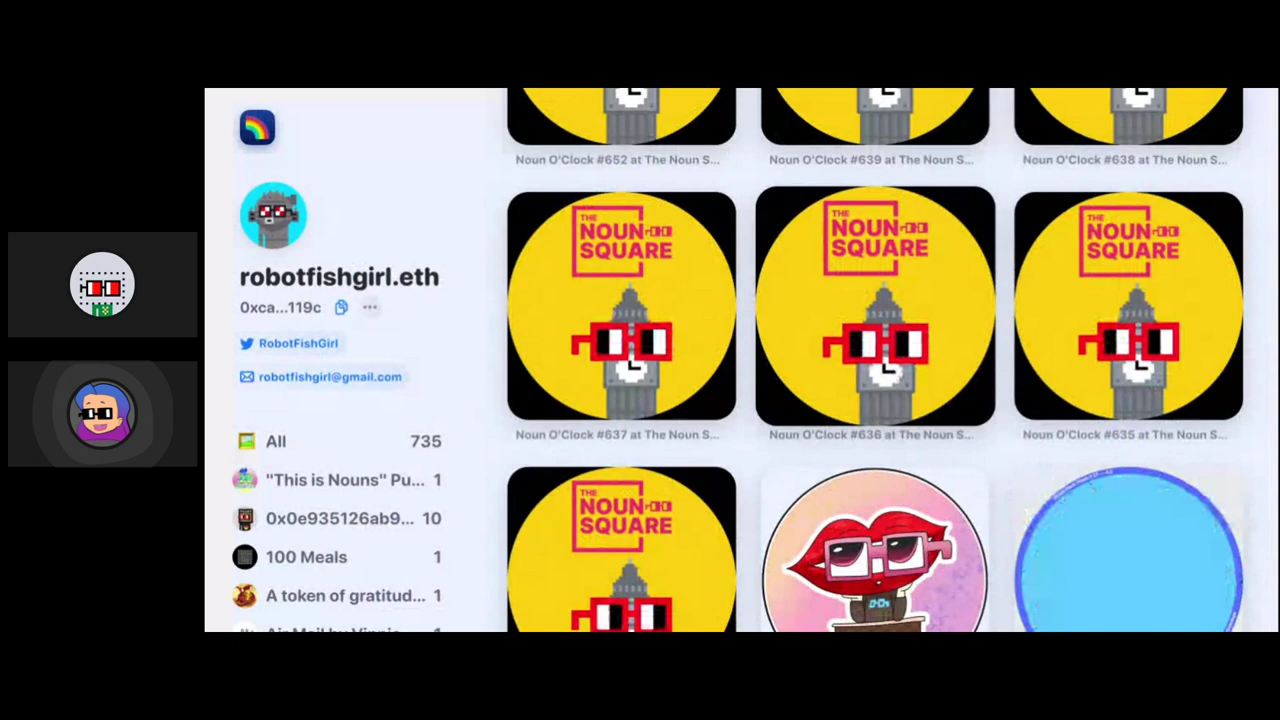 Noun O'Clock #652 at The Noun S...
Noun O'Clock #639 at The Noun S...
Noun O'Clock #638 at The Noun S...
robotfishgirl.eth
0xca...119c
RobotFishGirl
robotfishgirl@gmail.com
All 735
"This is Nouns" Pu... 1
0x0e935126ab9... 10
100 Meals 1
A token of gratitud... 1
THE
NOUN
SQUARE
THE
NOUN
SQUARE
THE
NOUN
SQUARE
Noun O'Clock #637 at The Noun S...
Noun O'Clock #636 at The Noun S...
Noun O'Clock #635 at The Noun S...
THE
NOUN
SQUARE